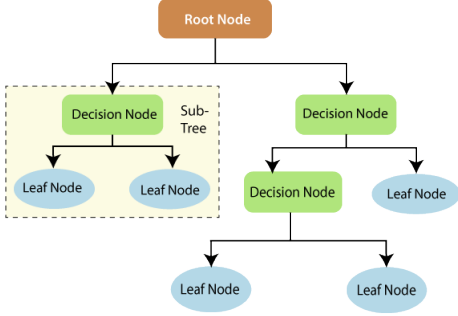 Root Node
Decision Node
Sub-
Tree
Decision Node
Leaf Node
Leaf Node
Decision Node
Leaf Node
Leaf Node
Leaf Node